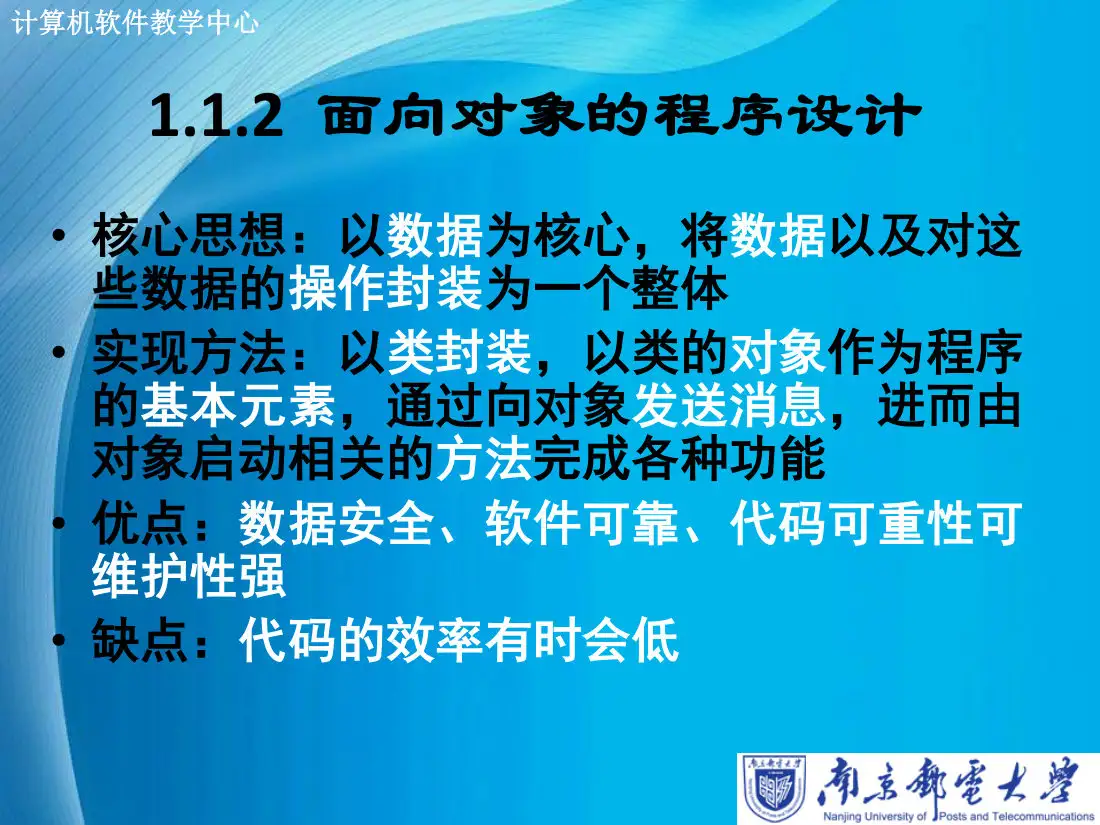 计算机软件教学中心
1.1.2 面向对象的程序设计
• 核心思想：以数据为核心，将数据以及对这
些数据的操作封装为一个整体
• 实现方法：以类封装，以类的对象作为程序
的基本元素，通过向对象发送消息，进而由
对象启动相关的方法完成各种功能
• 优点：数据安全、软件可靠、代码可重性可
维护性强
• 缺点：代码的效率有时会低
南京郵電大學
Nanjing University of Posts and Telecommunications